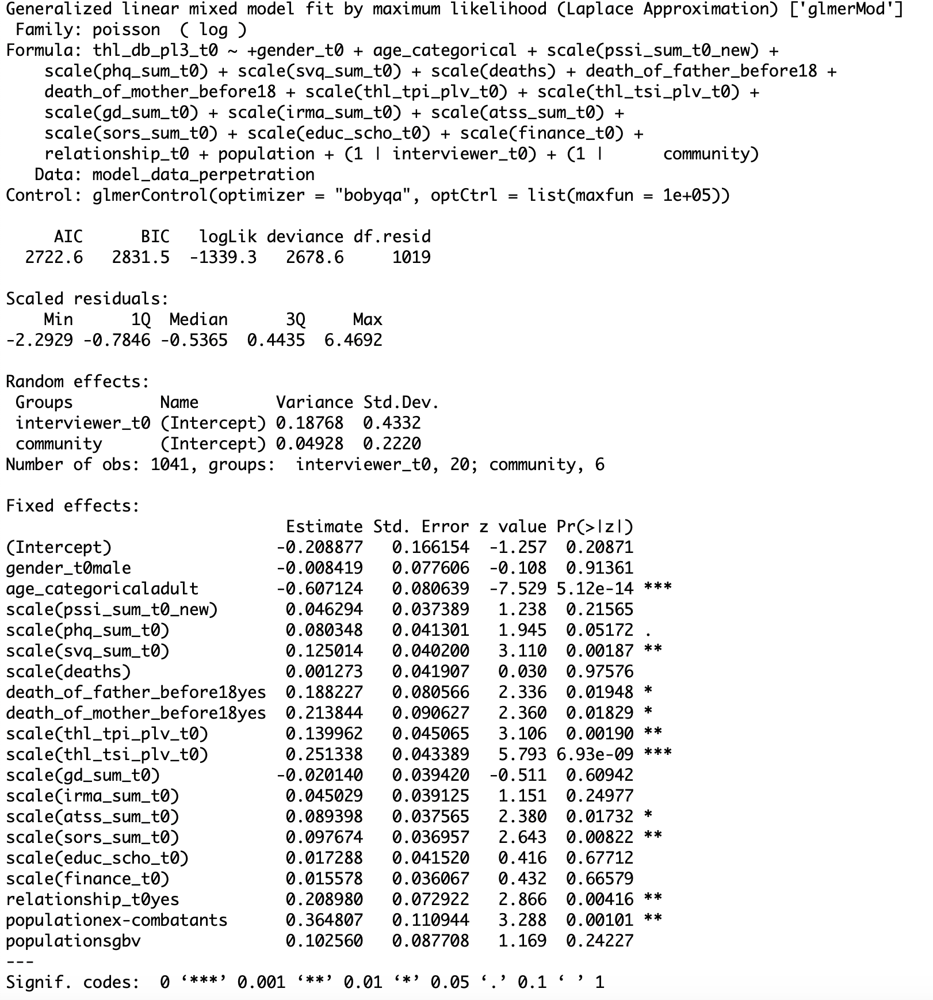 Generalized linear mixed model fit by maximum likelihood (Laplace Approximation) ['glmerMod']
 Family: poisson  ( log )
Formula: thl_db_pl3_t0 ~ +gender_t0 + age_categorical + scale(pssi_sum_t0_new) +
    scale(phq_sum_t0) + scale(svq_sum_t0) + scale(deaths) + death_of_father_before18 +
    death_of_mother_before18 + scale(thl_tpi_plv_t0) + scale(thl_tsi_plv_t0) +
    scale(gd_sum_t0) + scale(irma_sum_t0) + scale(atss_sum_t0) +
    scale(sors_sum_t0) + scale(educ_scho_t0) + scale(finance_t0) +
    relationship_t0 + population + (1 | interviewer_t0) + (1 |      community)
   Data: model_data_perpetration
Control: glmerControl(optimizer = "bobyqa", optCtrl = list(maxfun = 1e+05))

     AIC      BIC   logLik deviance df.resid
  2722.6   2831.5  -1339.3   2678.6     1019

Scaled residuals:
    Min      1Q  Median      3Q     Max
-2.2929 -0.7846 -0.5365  0.4435  6.4692

Random effects:
 Groups         Name        Variance Std.Dev.
 interviewer_t0 (Intercept) 0.18768  0.4332
 community      (Intercept) 0.04928  0.2220
Number of obs: 1041, groups:  interviewer_t0, 20; community, 6

Fixed effects:
                             Estimate Std. Error z value Pr(>|z|)
(Intercept)                 -0.208877   0.166154  -1.257  0.20871
gender_t0male               -0.008419   0.077606  -0.108  0.91361
age_categoricaladult        -0.607124   0.080639  -7.529 5.12e-14 ***
scale(pssi_sum_t0_new)       0.046294   0.037389   1.238  0.21565
scale(phq_sum_t0)            0.080348   0.041301   1.945  0.05172 .
scale(svq_sum_t0)            0.125014   0.040200   3.110  0.00187 **
scale(deaths)                0.001273   0.041907   0.030  0.97576
death_of_father_before18yes  0.188227   0.080566   2.336  0.01948 *
death_of_mother_before18yes  0.213844   0.090627   2.360  0.01829 *
scale(thl_tpi_plv_t0)        0.139962   0.045065   3.106  0.00190 **
scale(thl_tsi_plv_t0)        0.251338   0.043389   5.793 6.93e-09 ***
scale(gd_sum_t0)            -0.020140   0.039420  -0.511  0.60942
scale(irma_sum_t0)           0.045029   0.039125   1.151  0.24977
scale(atss_sum_t0)           0.089398   0.037565   2.380  0.01732 *
scale(sors_sum_t0)           0.097674   0.036957   2.643  0.00822 **
scale(educ_scho_t0)          0.017288   0.041520   0.416  0.67712
scale(finance_t0)            0.015578   0.036067   0.432  0.66579
relationship_t0yes           0.208980   0.072922   2.866  0.00416 **
populationex-combatants      0.364807   0.110944   3.288  0.00101 **
populationsgbv               0.102560   0.087708   1.169  0.24227
---
Signif. codes:  0 ‘***’ 0.001 ‘**’ 0.01 ‘*’ 0.05 ‘.’ 0.1 ‘ ’ 1